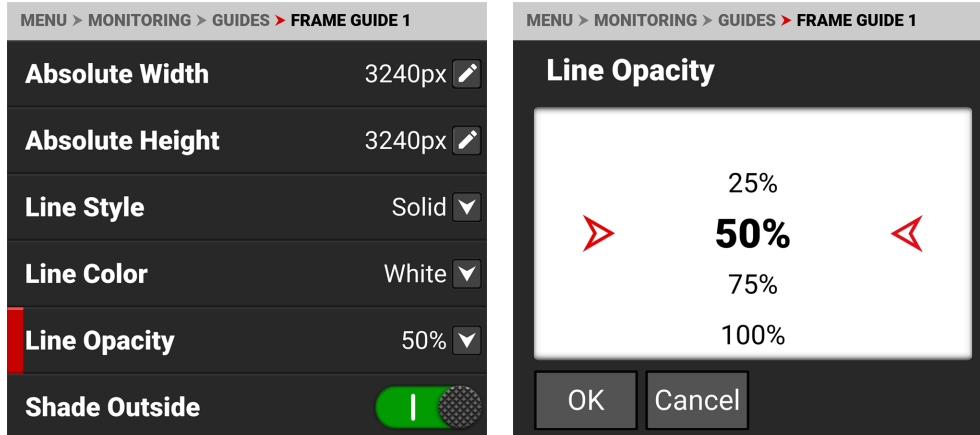 MENU > MONITORING > GUIDES > FRAME GUIDE 1
Absolute Width 3240px
Absolute Height 3240px
Line Style Solid
Line Color White
Line Opacity 50%
Shade Outside
MENU > MONITORING > GUIDES > FRAME GUIDE 1
Line Opacity
25%
50%
75%
100%
OK Cancel